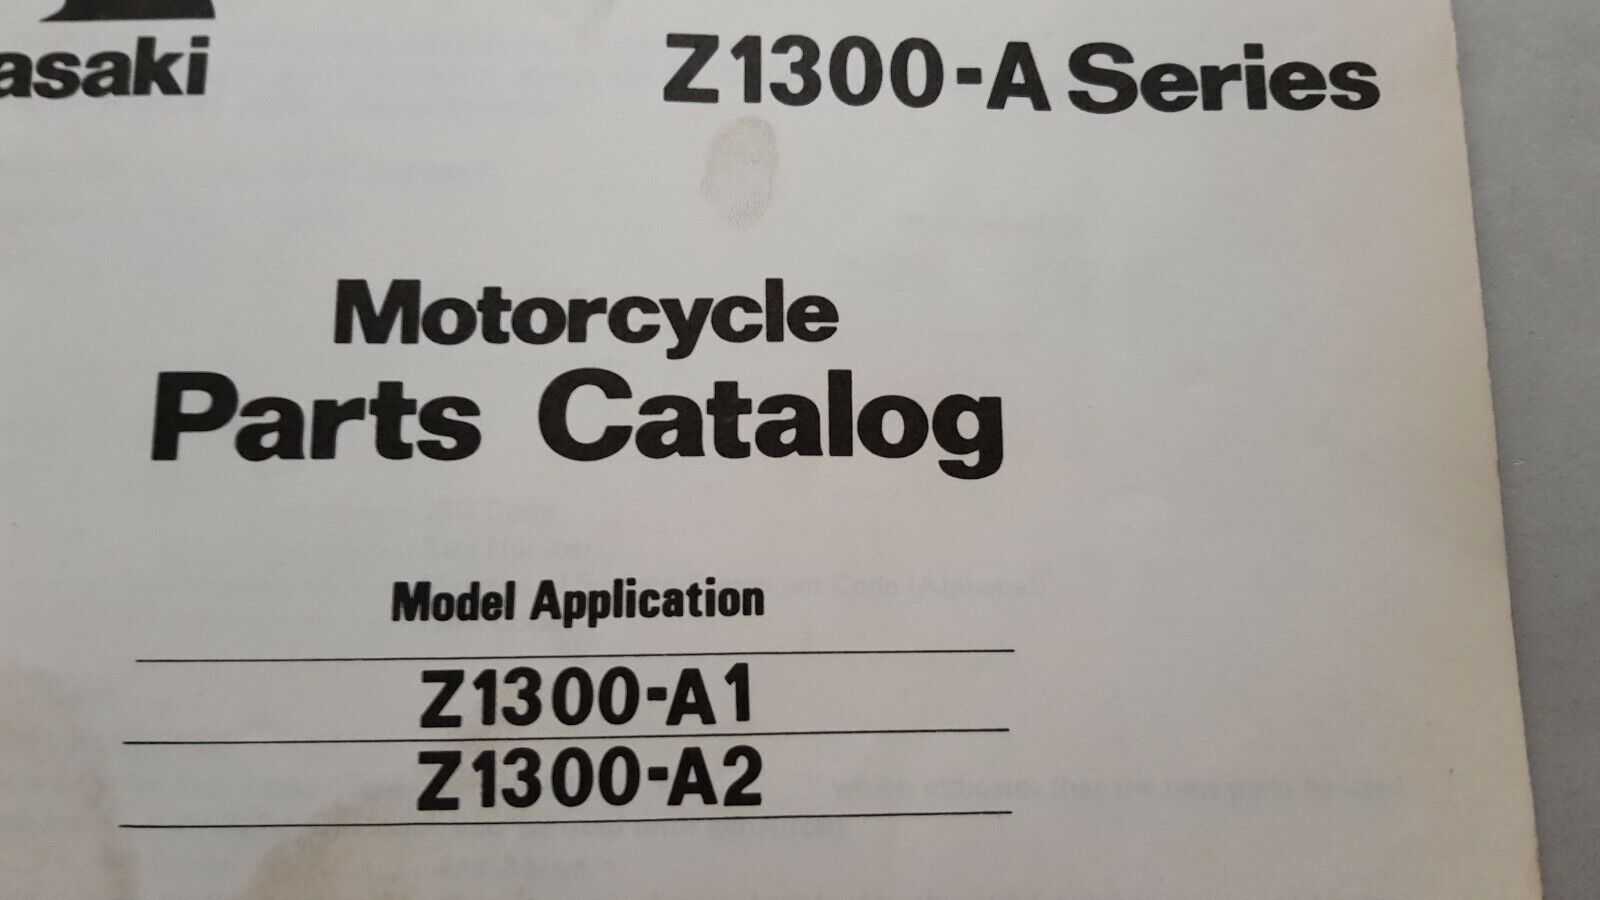 asaki
Z1300-A Series
Motorcycle
Parts Catalog
Model Application
Z1300-A1
Z1300-A2